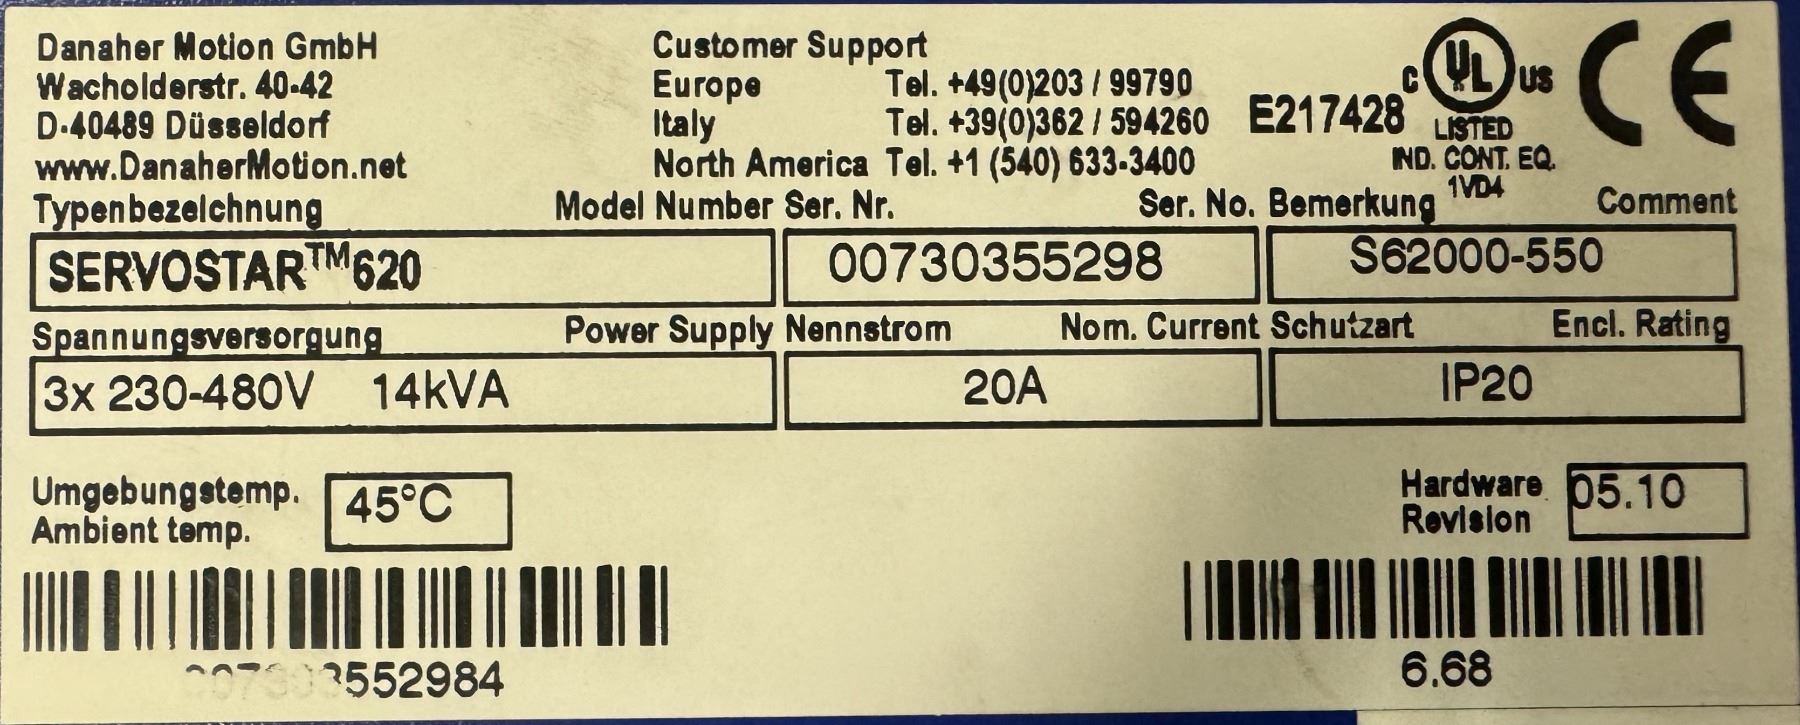 Danaher Motion GmbH
Wacholderstr. 40-42
D-40489 Düsseldorf
www.DanaherMotion.net
Customer Support
Europe Tel. +49(0)203 / 99790
Italy Tel. +39(0)362 / 594260
North America Tel. +1 (540) 633-3400
E217428
C UL US
LISTED
IND. CONT. EQ.
1VD4
CE
Typenbezeichnung Model Number Ser. Nr. Ser. No. Bemerkung Comment
SERVOSTAR™620 00730355298 S62000-550
Spannungsversorgung Power Supply Nennstrom Nom. Current Schutzart Encl. Rating
3x 230-480V 14kVA 20A IP20
Umgebungstemp.
Ambient temp.
45°C
Hardware
Revision
05.10
6.68